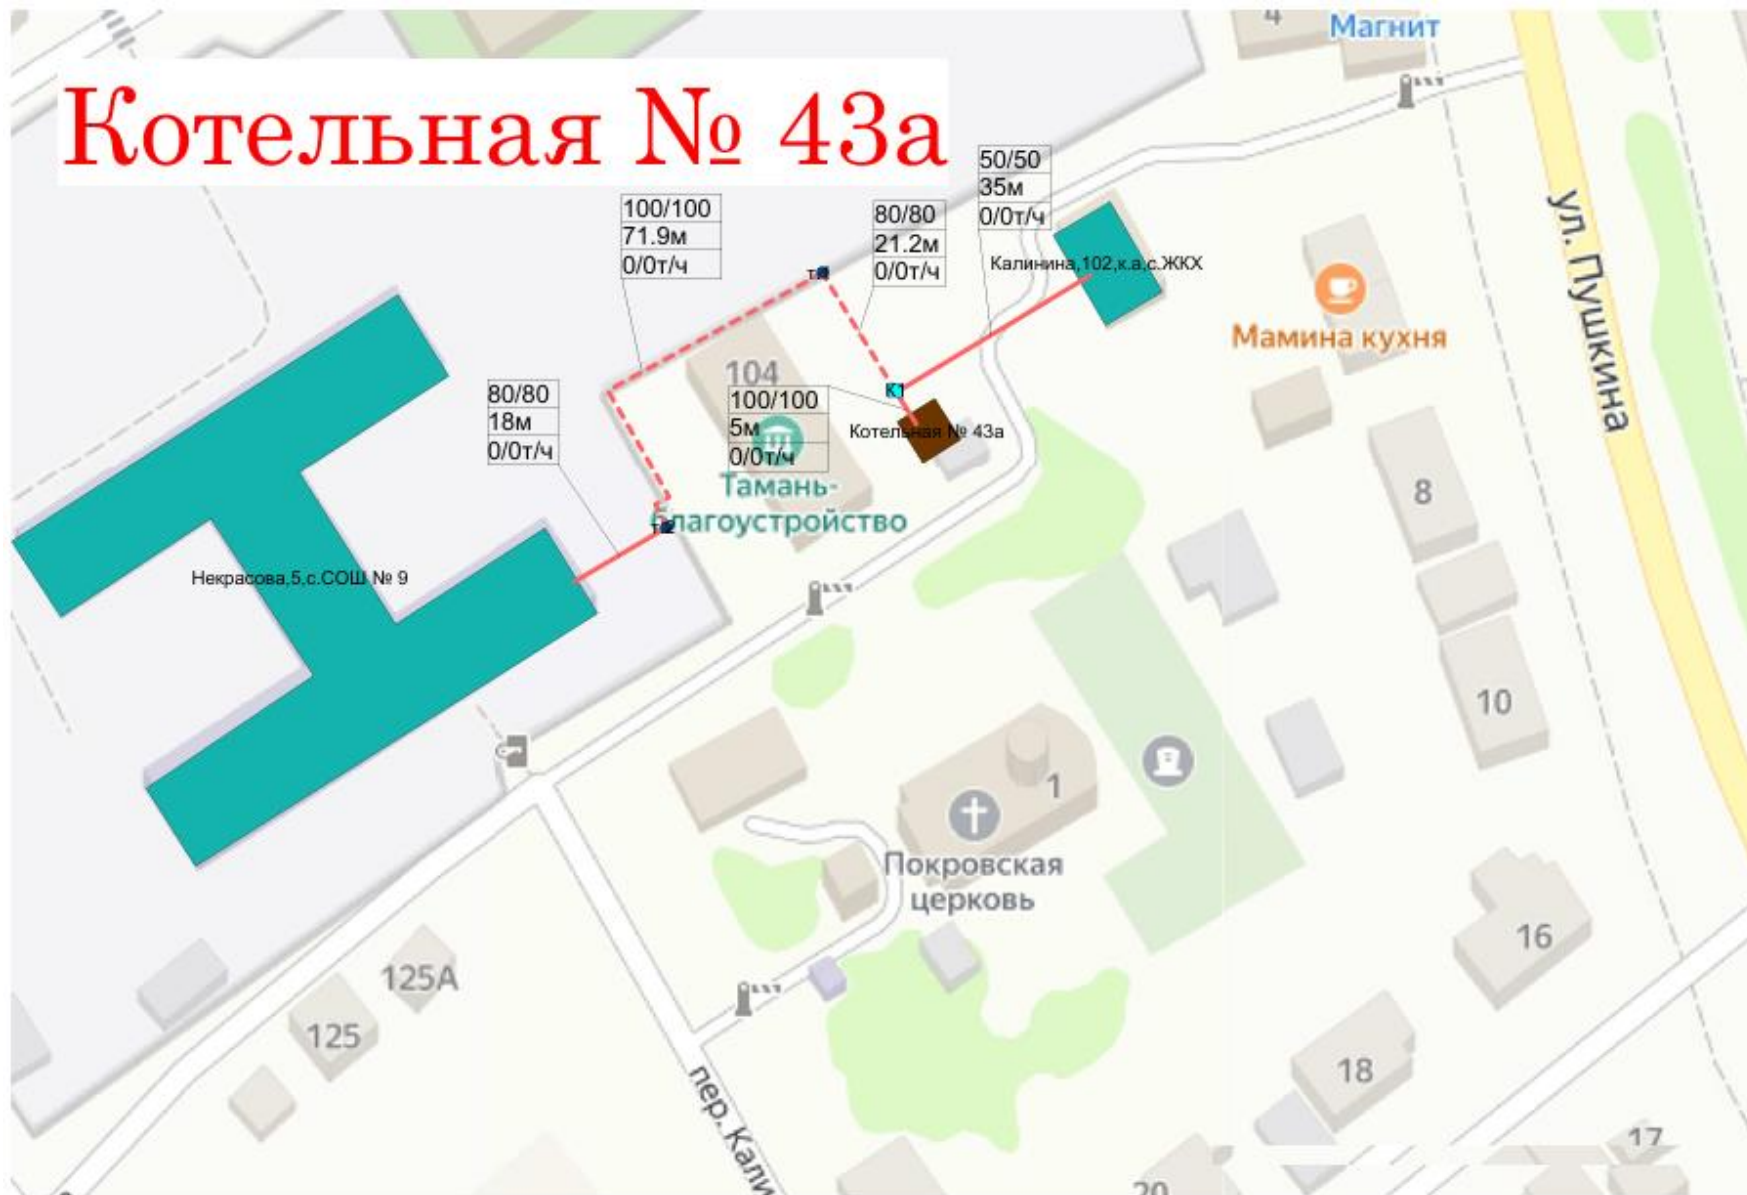 4
Магнит
Котельная № 43а
50/50
35м
0/0т/ч
100/100
71.9м
0/0т/ч
80/80
21.2м
0/0т/ч
ул. Пушкина
Калинина,102,к.а,с.ЖКХ
Мамина кухня
104
К1
80/80
18м
0/0т/ч
100/100
5м
0/0т/ч
Котельная № 43а
Тамань-
благоустройство
8
Некрасова,5,с.СОШ № 9
10
1
Покровская
церковь
16
125А
125
18
пер. Кали
17
20